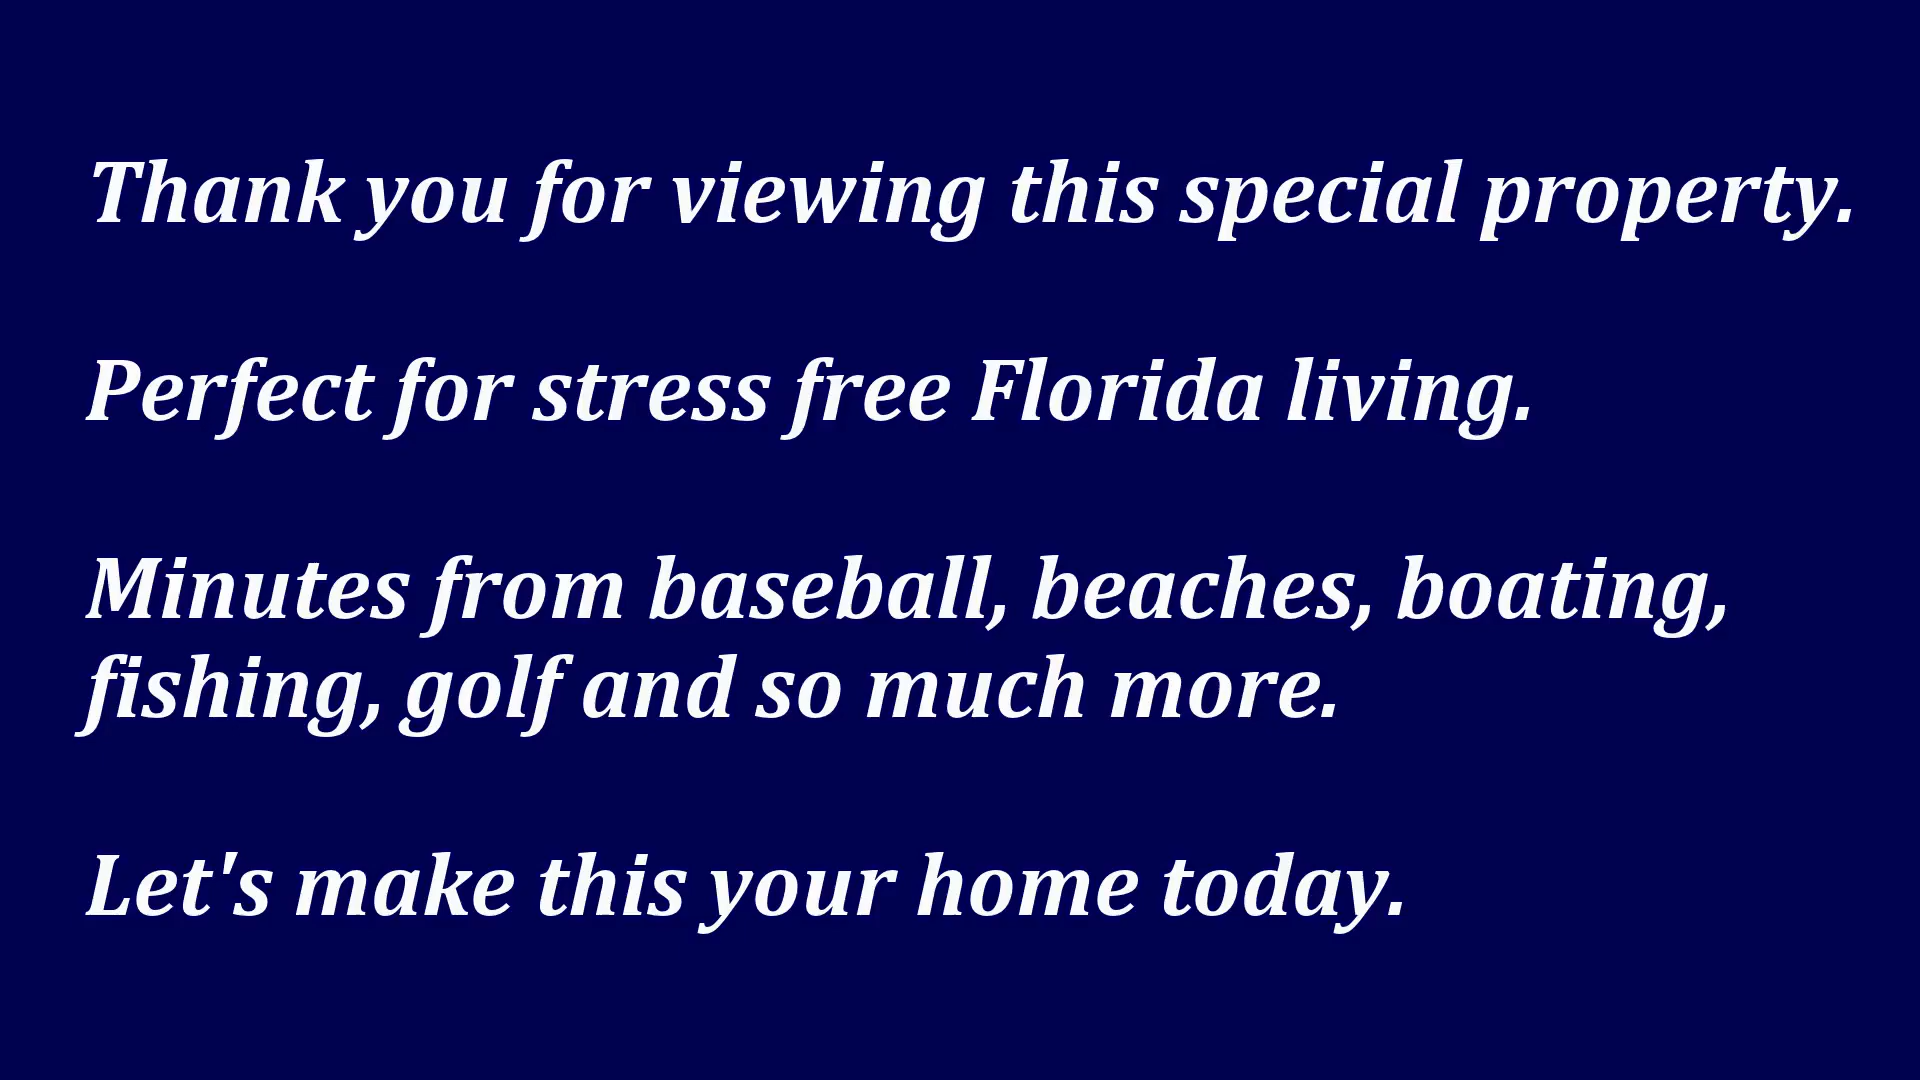 Thank you for viewing this special property.
Perfect for stress free Florida living.
Minutes from baseball, beaches, boating,
fishing, golf and so much more.
Let's make this your home today.